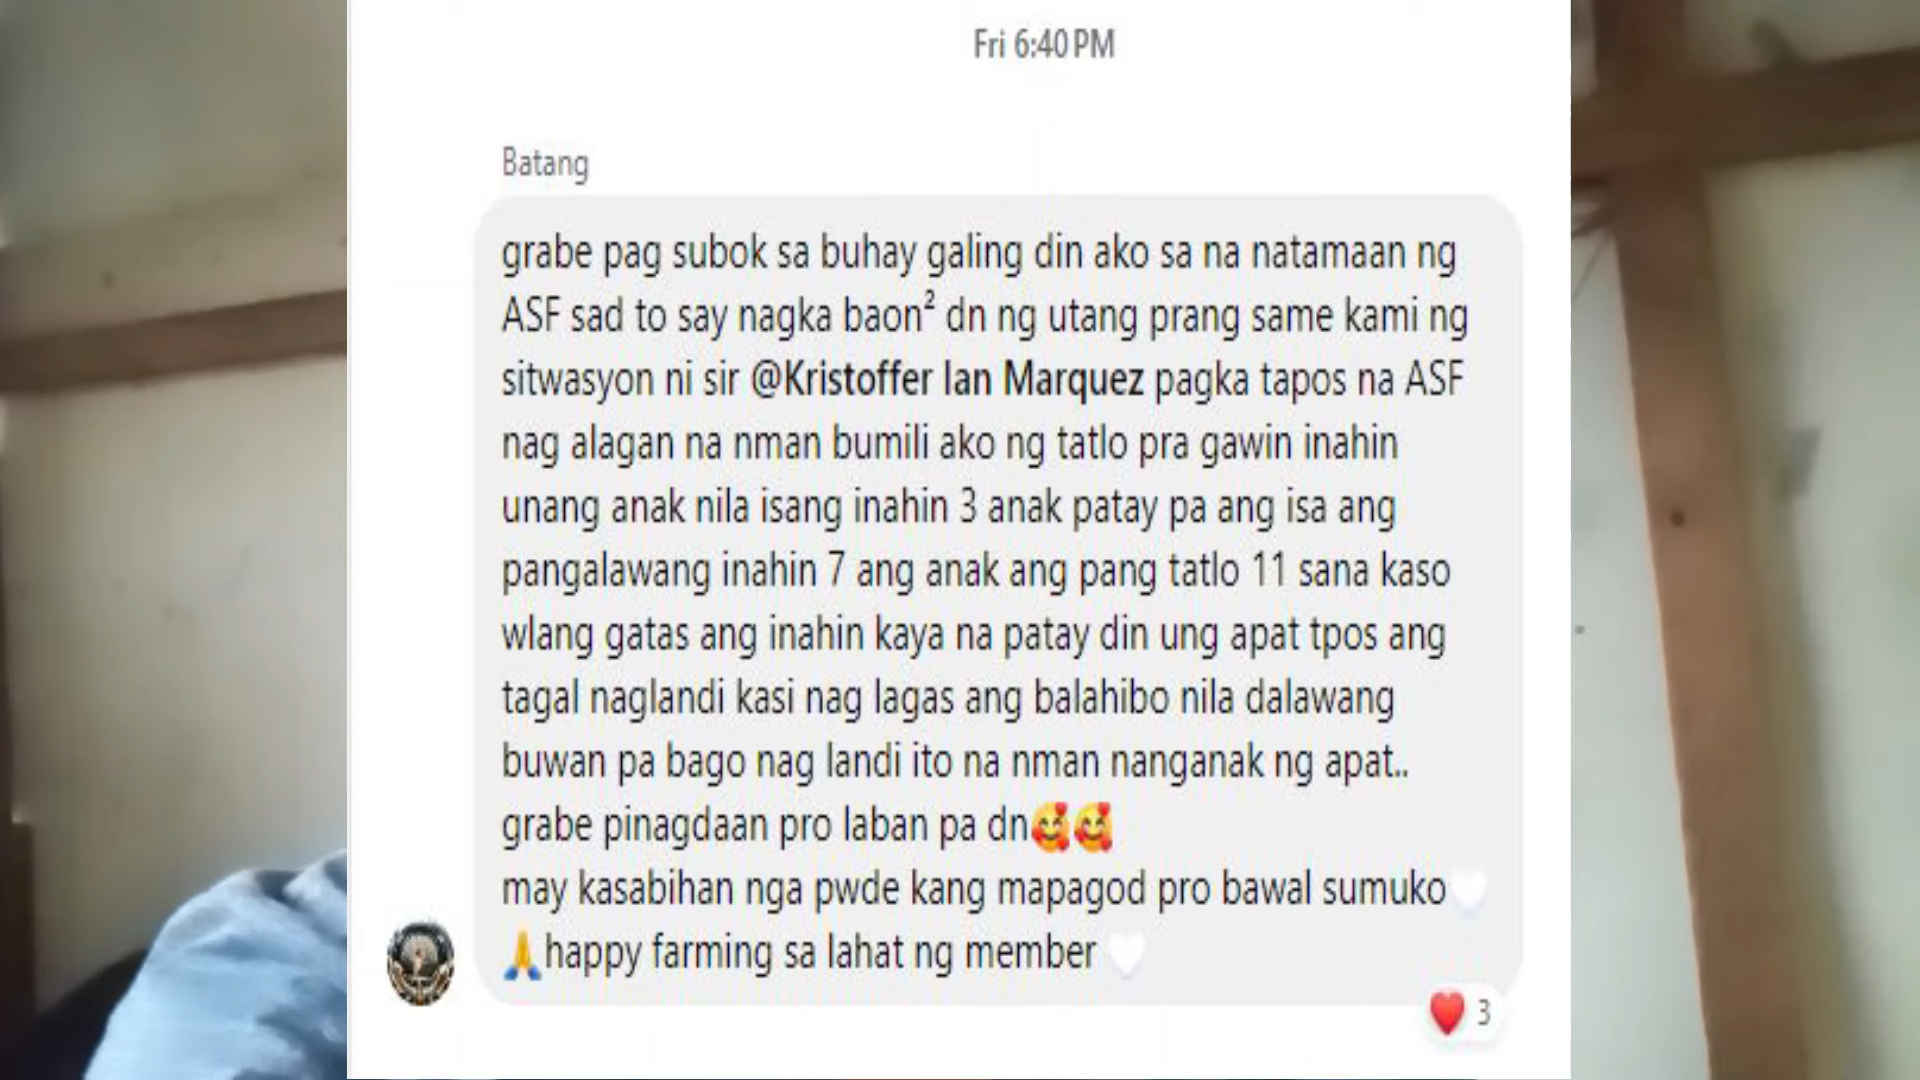 Fri 6:40 PM
Batang
grabe pag subok sa buhay galing din ako sa na natamaan ng
ASF sad to say nagka baon² dn ng utang prang same kami ng
sitwasyon ni sir @Kristoffer Ian Marquez pagka tapos na ASF
nag alagan na nman bumili ako ng tatlo pra gawin inahin
unang anak nila isang inahin 3 anak patay pa ang isa ang
pangalawang inahin 7 ang anak ang pang tatlo 11 sana kaso
wlang gatas ang inahin kaya na patay din ung apat tpos ang
tagal naglandi kasi nag lagas ang balahibo nila dalawang
buwan pa bago nag landi ito na nman nanganak ng apat..
grabe pinagdaan pro laban pa dn🥰🥰
may kasabihan nga pwde kang mapagod pro bawal sumuko🤍
🙏happy farming sa lahat ng member🤍
❤️ 3